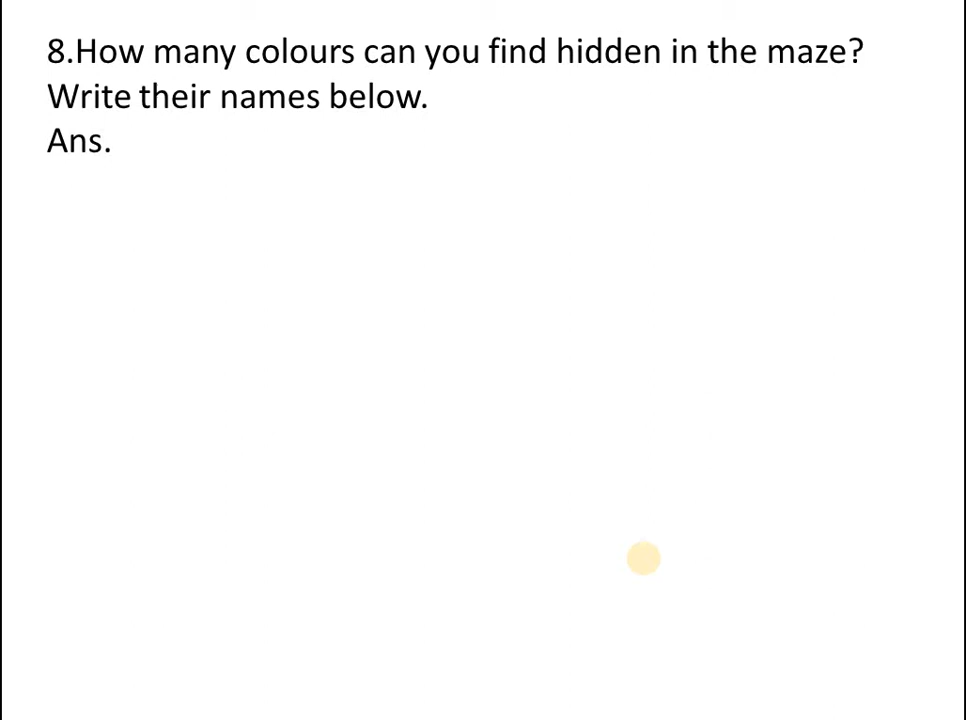 8.How many colours can you find hidden in the maze?
Write their names below.
Ans.